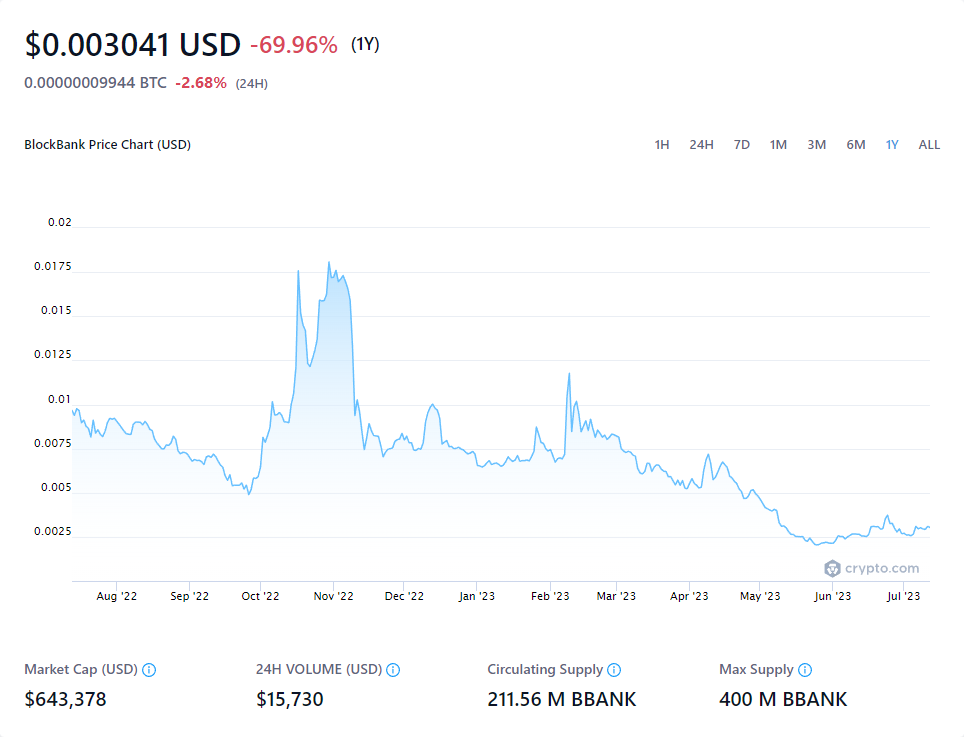 $0.003041 USD -69.96% (1Y)
0.00000009944 BTC -2.68% (24H)
BlockBank Price Chart (USD) 1H 24H 7D 1M 3M 6M 1Y ALL
0.02
0.0175
0.015
0.0125
0.01
0.0075
0.005
0.0025
crypto.com
Aug '22 Sep '22 Oct '22 Nov '22 Dec '22 Jan '23 Feb '23 Mar '23 Apr '23 May '23 Jun '23 Jul '23
Market Cap (USD) 24H VOLUME (USD) Circulating Supply Max Supply
$643,378 $15,730 211.56 M BBANK 400 M BBANK